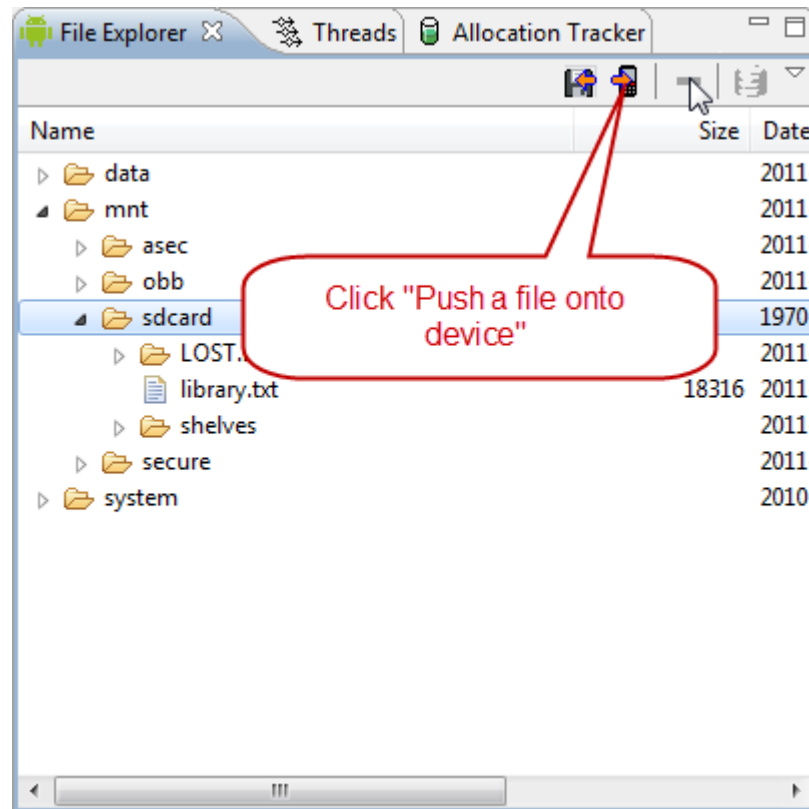 File Explorer Threads Allocation Tracker
Name Size Date
data 2011
mnt 2011
asec 2011
obb 2011
Click "Push a file onto
device"
sdcard 1970
LOST. 2011
library.txt 18316 2011
shelves 2011
secure 2011
system 2010